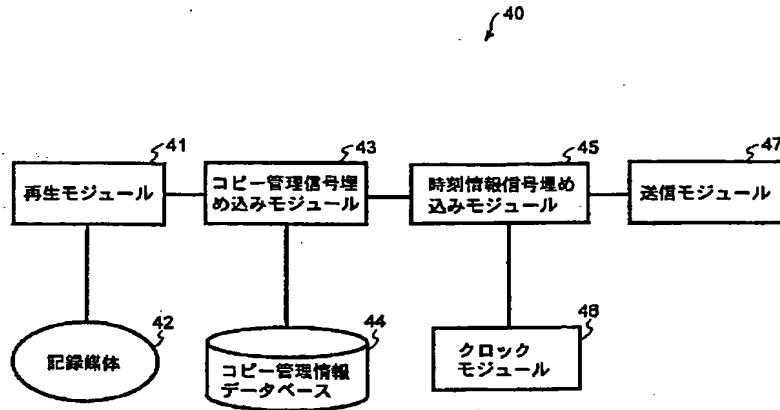 40
41
43
45
47
再生モジュール
コピー管理信号埋
め込みモジュール
時刻情報信号埋め
込みモジュール
送信モジュール
42
44
46
記録媒体
コピー管理情報
データベース
クロック
モジュール